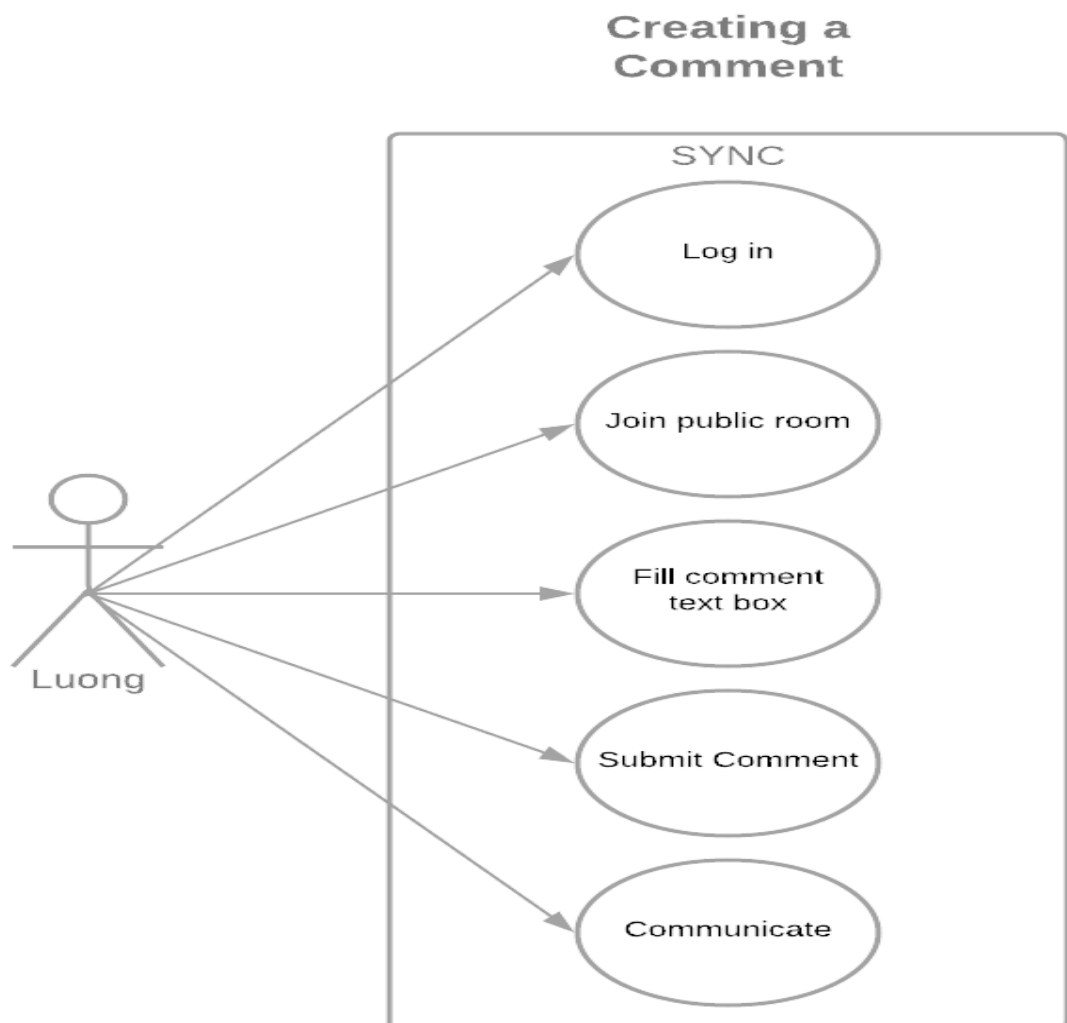 Creating a
Comment
SYNC
Log in
Join public room
Fill comment
text box
Luong
Submit Comment
Communicate